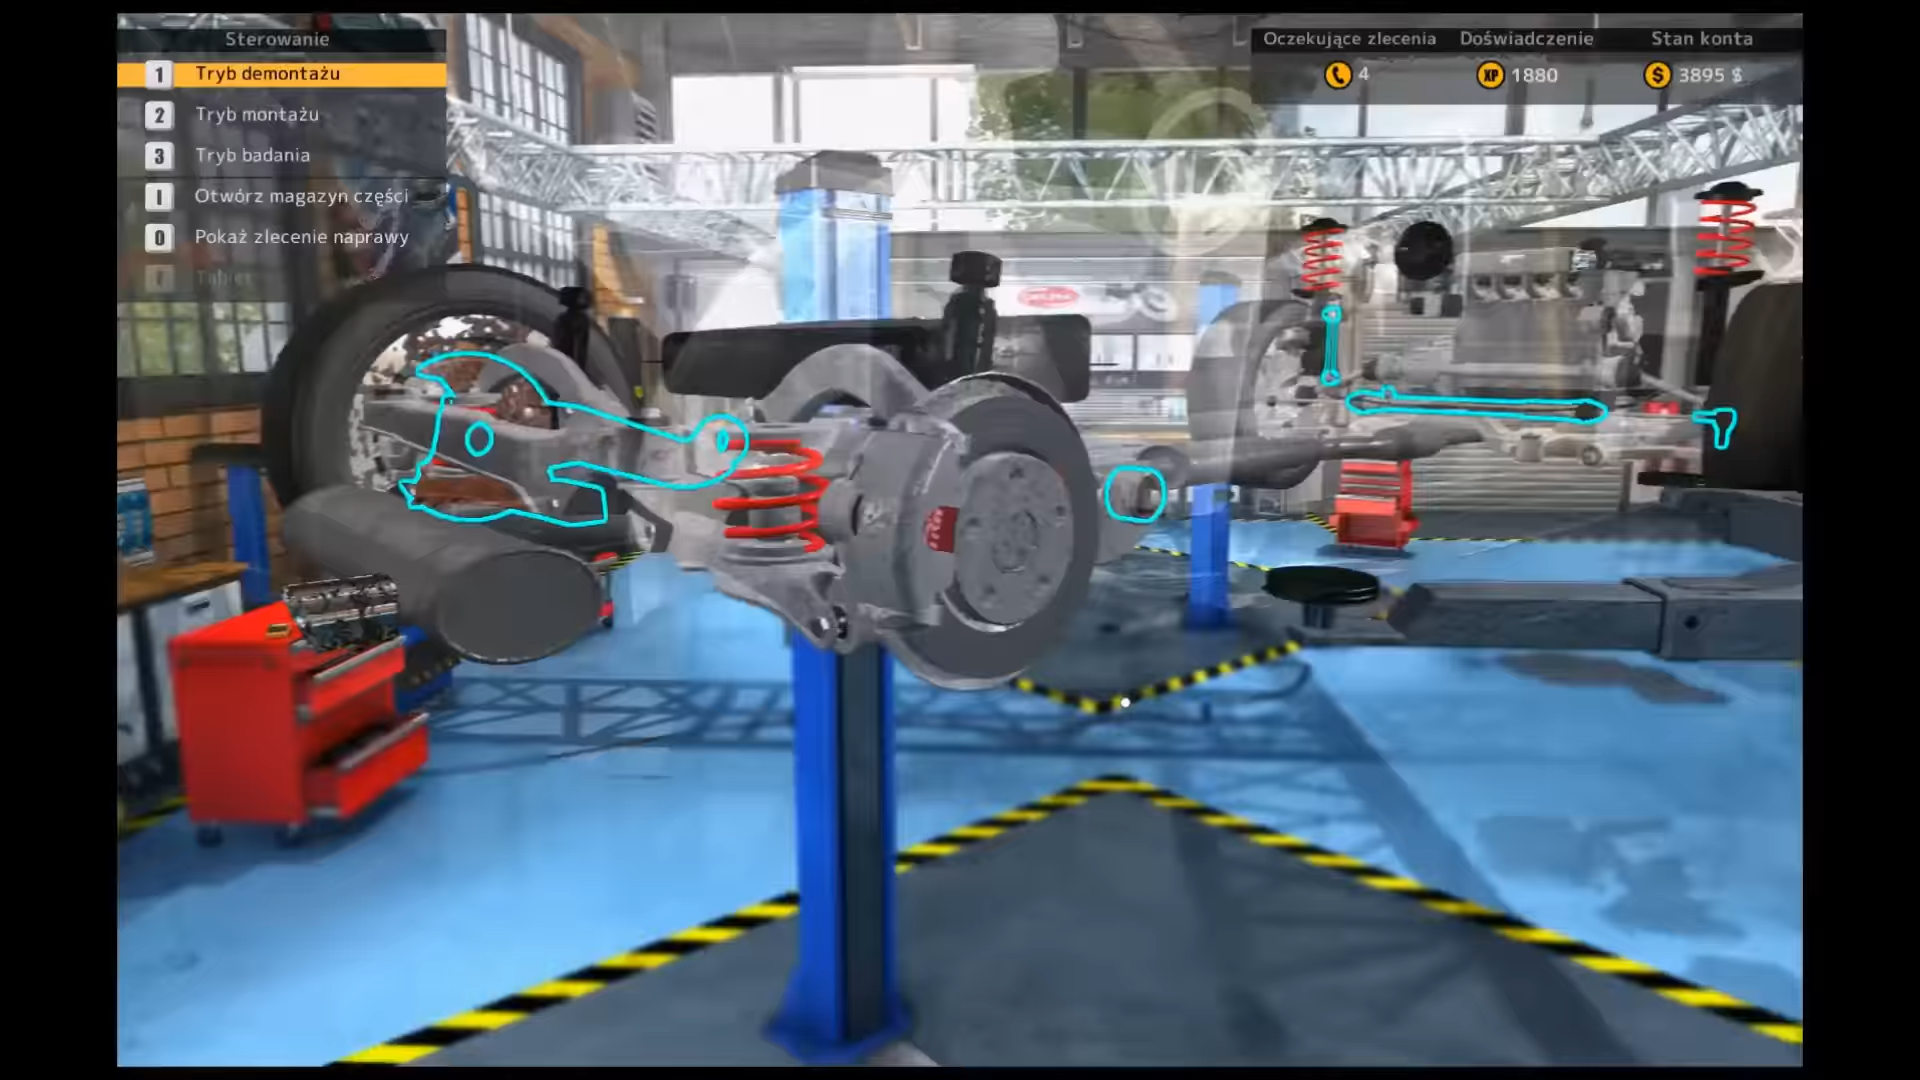 Sterowanie
1 Tryb demontażu
2 Tryb montażu
3 Tryb badania
I Otwórz magazyn części
0 Pokaż zlecenie naprawy
Tablet
Oczekujące zlecenia Doświadczenie Stan konta
4 XP 1880 $ 3895 $